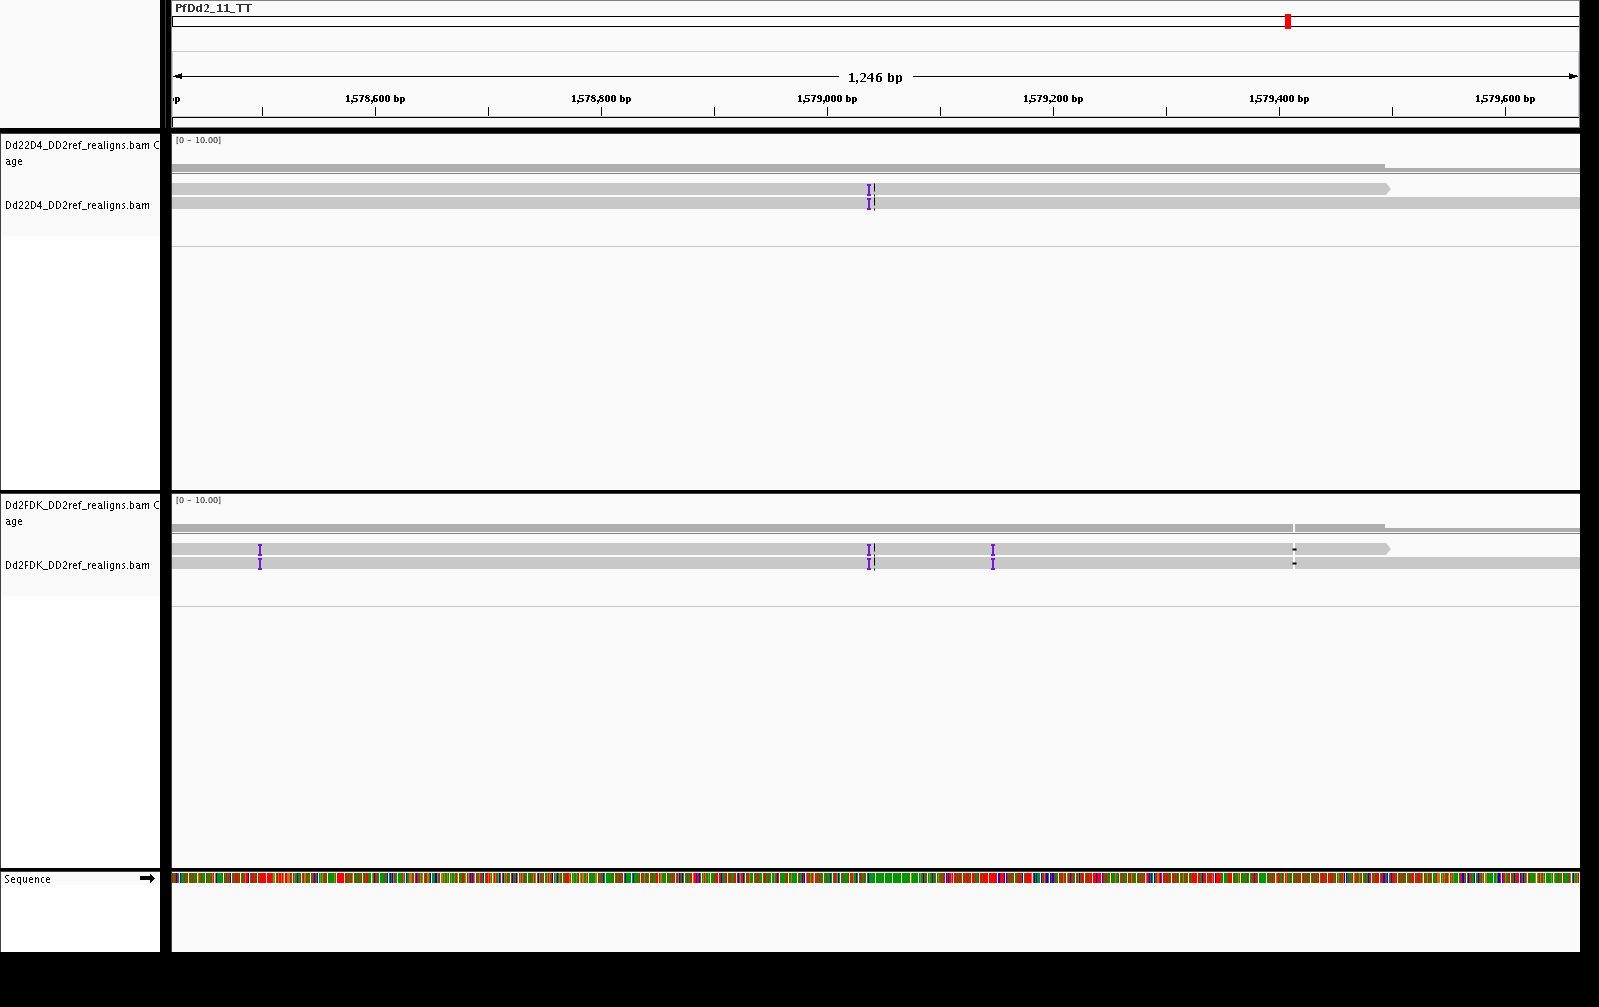 PfDd2_11_TT
1,246 bp
p 1,578,600 bp 1,578,800 bp 1,579,000 bp 1,579,200 bp 1,579,400 bp 1,579,600 bp
Dd22D4_DD2ref_realigns.bam C
age
[0 - 10.00]
Dd22D4_DD2ref_realigns.bam
Dd2FDK_DD2ref_realigns.bam C
age
[0 - 10.00]
Dd2FDK_DD2ref_realigns.bam
Sequence